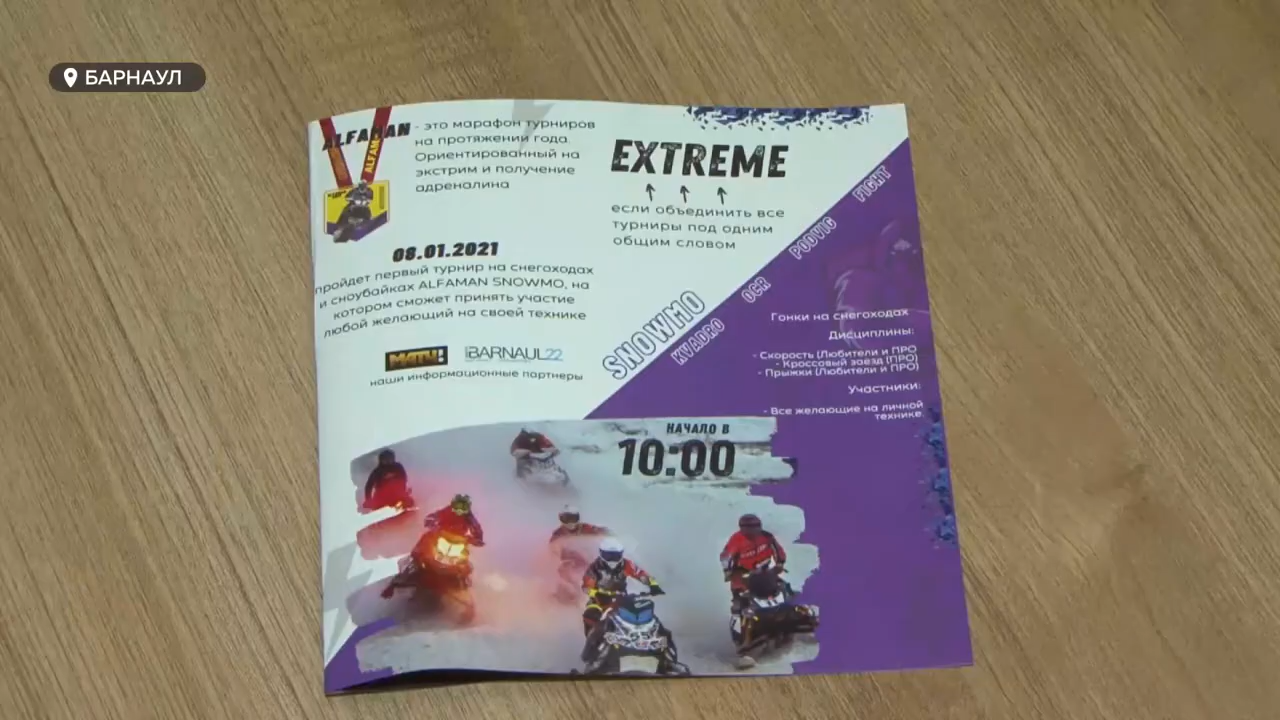 БАРНАУЛ
ALFAMAN - это марафон турниров
на протяжении года.
Ориентированный на
экстрим и получение
адреналина
ALFAM
08.01.2021
пройдет первый турнир на снегоходах
и сноубайках ALFAMAN SNOWMO, на
котором сможет принять участие
любой желающий на своей технике
МАТЧ! BARNAUL22
наши информационные партнеры
EXTREME
если объединить все
турниры под одним
общим словом
SNOWMO
KVADRO
OCR
PODVIG
FIGHT
Гонки на снегоходах
Дисциплины:
- Скорость (Любители и ПРО
- Кроссовый заезд (ПРО)
- Прыжки (Любители и ПРО)
Участники:
- Все желающие на личной
технике
НАЧАЛО В
10:00